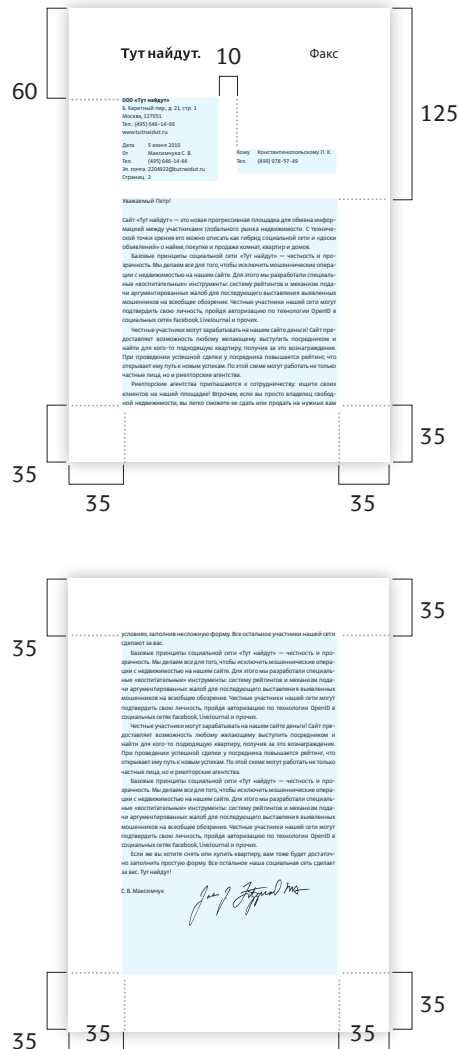 Тут найдут.
10
Факс
60
125
ООО «Тут найдут»
Б. Каретный пер., д. 21, стр. 1
Москва, 127051
Тел.: (495) 646-14-66
www.tutnaidut.ru
Дата 5 июня 2010
От Максимчука С. В.
Тел. (495) 646-14-66
Эл. почта 2204922@tutnaidut.ru
Страниц 2
Кому Константинопольскому П. К.
Тел. (499) 978-57-49
Уважаемый Петр!
Сайт «Тут найдут» — это новая прогрессивная площадка для обмена инфор-
мацией между участниками глобального рынка недвижимости. С техниче-
ской точки зрения его можно описать как гибрид социальной сети и «доски
объявлений» о найме, покупке и продаже комнат, квартир и домов.
Базовые принципы социальной сети «Тут найдут» — честность и про-
зрачность. Мы делаем все для того, чтобы исключить мошеннические опера-
ции с недвижимостью на нашем сайте. Для этого мы разработали специаль-
ные «воспитательные» инструменты: систему рейтингов и механизм пода-
чи аргументированных жалоб для последующего выставления выявленных
мошенников на всеобщее обозрение. Честные участники нашей сети могут
подтвердить свою личность, пройдя авторизацию по технологии OpenID в
социальных сетях Facebook, LiveJournal и прочих.
Честные участники могут зарабатывать на нашем сайте деньги! Сайт пре-
доставляет возможность любому желающему выступить посредником и
найти для кого-то подходящую квартиру, получив за это вознаграждение.
При проведении успешной сделки у посредника повышается рейтинг, что
открывает ему путь к новым успехам. По этой схеме могут работать не только
частные лица, но и риелторские агентства.
Риелторские агентства приглашаются к сотрудничеству: ищите своих
клиентов на нашей площадке! Впрочем, если вы просто владелец свобод-
ной недвижимости, вы легко сможете ее сдать или продать на нужных вам
35
35
35
35
35
35
условиях, заполнив несложную форму. Все остальное участники нашей сети
сделают за вас.
Базовые принципы социальной сети «Тут найдут» — честность и про-
зрачность. Мы делаем все для того, чтобы исключить мошеннические опера-
ции с недвижимостью на нашем сайте. Для этого мы разработали специаль-
ные «воспитательные» инструменты: систему рейтингов и механизм пода-
чи аргументированных жалоб для последующего выставления выявленных
мошенников на всеобщее обозрение. Честные участники нашей сети могут
подтвердить свою личность, пройдя авторизацию по технологии OpenID в
социальных сетях Facebook, LiveJournal и прочих.
Честные участники могут зарабатывать на нашем сайте деньги! Сайт пре-
доставляет возможность любому желающему выступить посредником и
найти для кого-то подходящую квартиру, получив за это вознаграждение.
При проведении успешной сделки у посредника повышается рейтинг, что
открывает ему путь к новым успехам. По этой схеме могут работать не только
частные лица, но и риелторские агентства.
Базовые принципы социальной сети «Тут найдут» — честность и про-
зрачность. Мы делаем все для того, чтобы исключить мошеннические опера-
ции с недвижимостью на нашем сайте. Для этого мы разработали специаль-
ные «воспитательные» инструменты: систему рейтингов и механизм пода-
чи аргументированных жалоб для последующего выставления выявленных
мошенников на всеобщее обозрение. Честные участники нашей сети могут
подтвердить свою личность, пройдя авторизацию по технологии OpenID в
социальных сетях Facebook, LiveJournal и прочих.
Если же вы хотите снять или купить квартиру, вам тоже будет достаточ-
но заполнить простую форму. Все остальное наша социальная сеть сделает
за вас. Тут найдут!
С. В. Максимчук
35
35
35
35